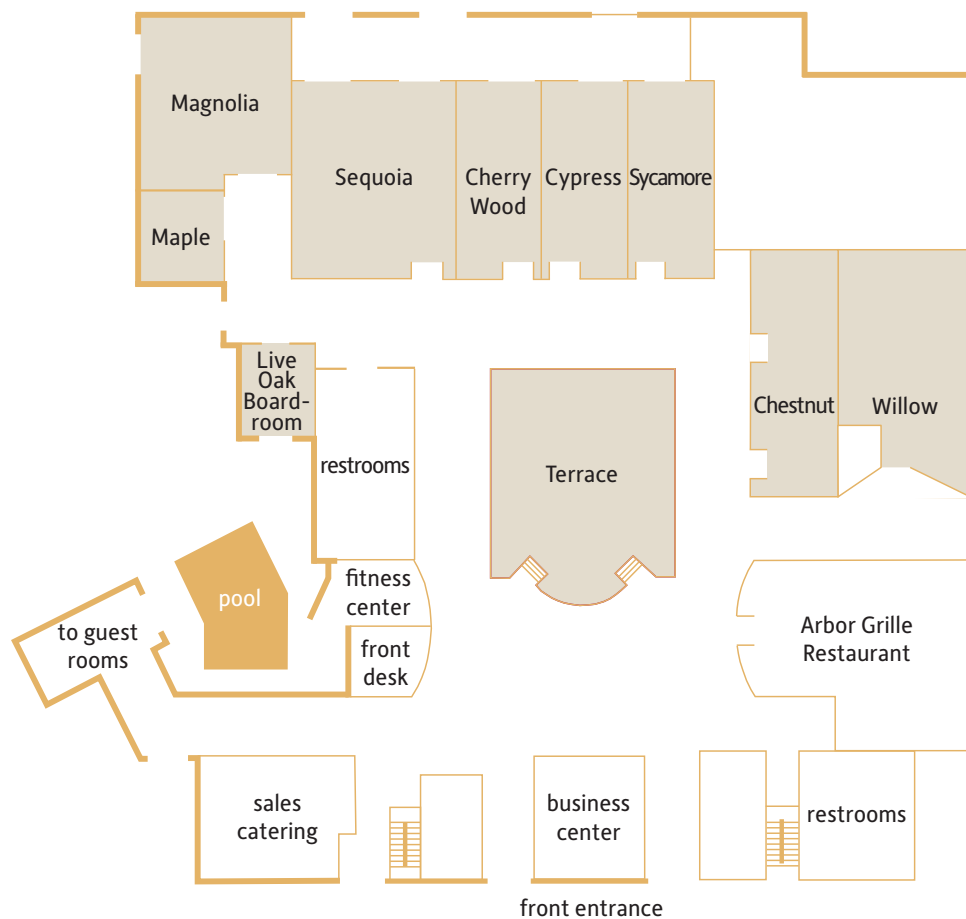 Magnolia
Sequoia
Cherry
Wood
Cypress
Sycamore
Maple
Live
Oak
Board-
room
Chestnut
Willow
restrooms
Terrace
fitness
center
pool
to guest
rooms
front
desk
Arbor Grille
Restaurant
sales
catering
business
center
restrooms
front entrance